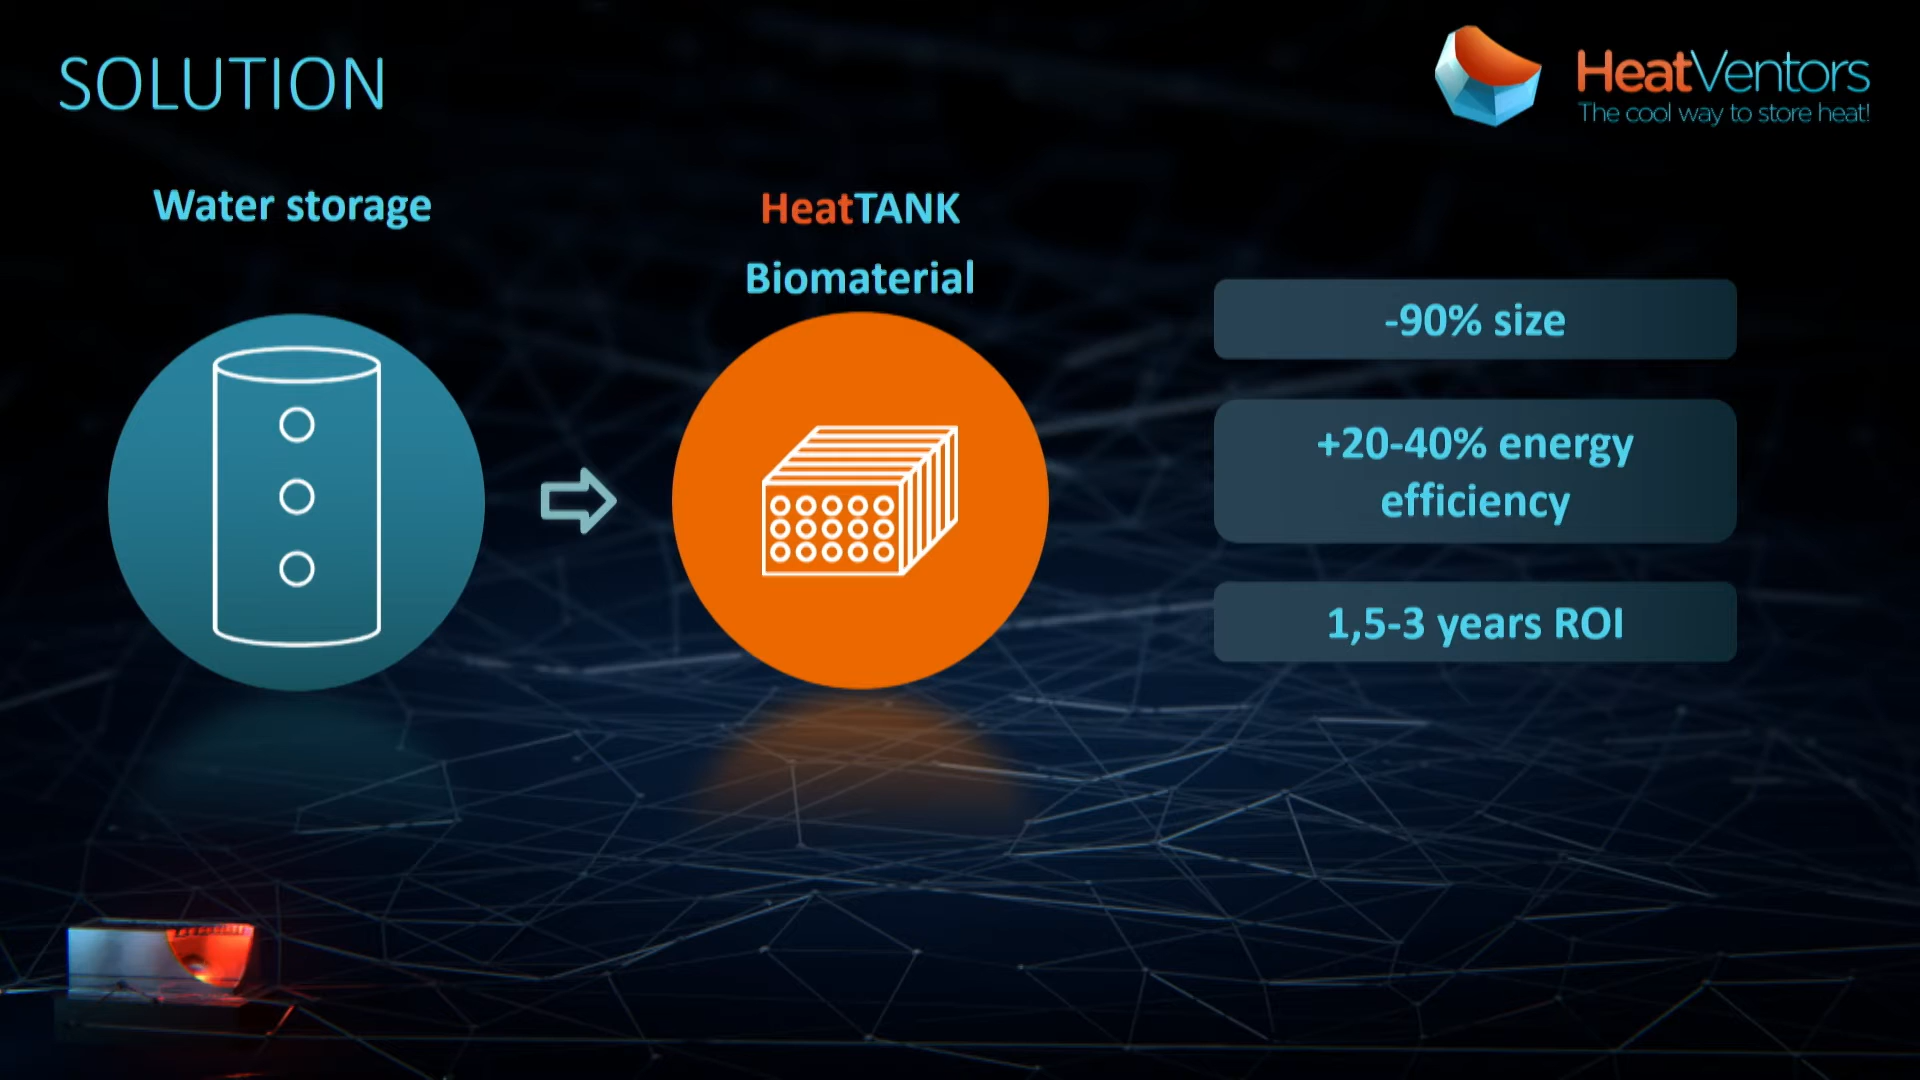 SOLUTION
HeatVentors
The cool way to store heat!
Water storage
HeatTANK
Biomaterial
-90% size
+20-40% energy
efficiency
1,5-3 years ROI